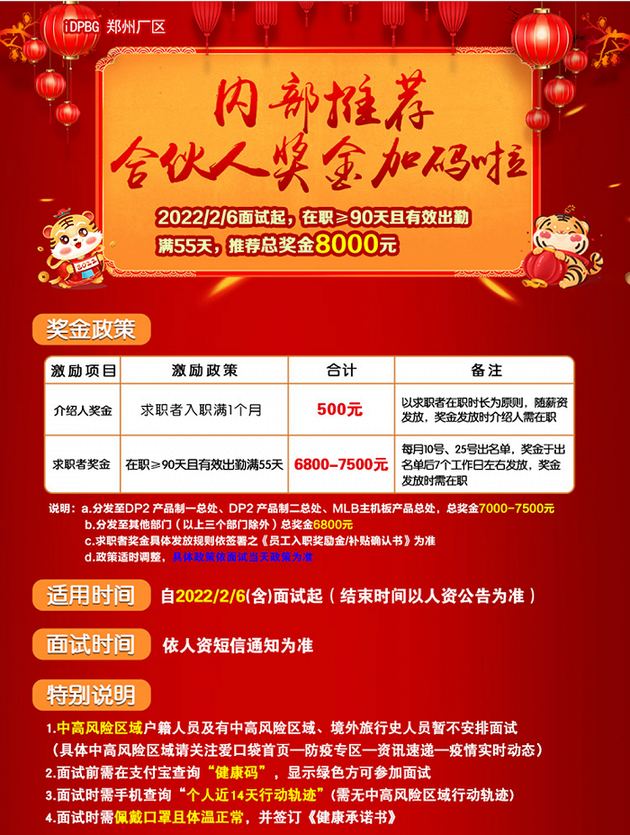 iDPBG 郑州厂区
内部推荐
合伙人奖金加码啦
2022/2/6面试起，在职≥90天且有效出勤
满55天，推荐总奖金8000元
2022
奖金政策
激励项目 激励政策 合计 备注
介绍人奖金 求职者入职满1个月 500元 以求职者在职时长为原则，随薪资
发放，奖金发放时介绍人需在职
求职者奖金 在职≥90天且有效出勤满55天 6800-7500元 每月10号、25号出名单，奖金于出
名单后7个工作日左右发放，奖金
发放时需在职
说明：a.分发至DP2 产品制一总处、DP2 产品制二总处、MLB主机板产品总处，总奖金7000-7500元
b.分发至其他部门（以上三个部门除外）总奖金6800元
c.求职者奖金具体发放规则依签署之《员工入职奖励金/补贴确认书》为准
d.政策适时调整，具体政策依面试当天政策为准
适用时间 自2022/2/6(含)面试起（结束时间以人资公告为准）
面试时间 依人资短信通知为准
特别说明
1.中高风险区域户籍人员及有中高风险区域、境外旅行史人员暂不安排面试
（具体中高风险区域请关注爱口袋首页—防疫专区—资讯速递—疫情实时动态）
2.面试前需在支付宝查询“健康码”，显示绿色方可参加面试
3.面试时需手机查询“个人近14天行动轨迹”(需无中高风险区域行动轨迹)
4.面试时需佩戴口罩且体温正常，并签订《健康承诺书》